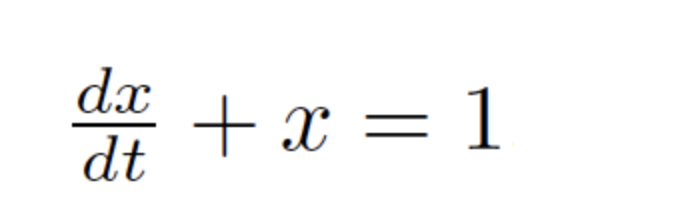 dx/dt + x = 1